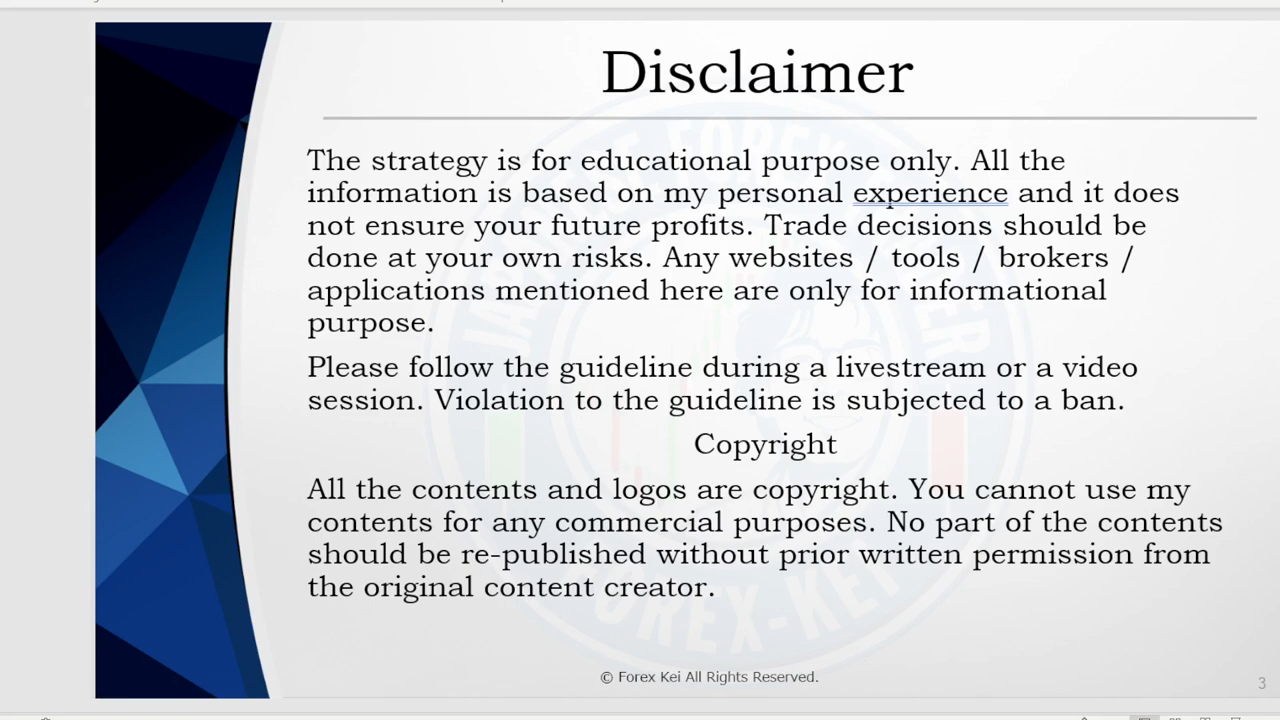 Disclaimer
The strategy is for educational purpose only. All the
information is based on my personal experience and it does
not ensure your future profits. Trade decisions should be
done at your own risks. Any websites / tools / brokers /
applications mentioned here are only for informational
purpose.
Please follow the guideline during a livestream or a video
session. Violation to the guideline is subjected to a ban.
Copyright
All the contents and logos are copyright. You cannot use my
contents for any commercial purposes. No part of the contents
should be re-published without prior written permission from
the original content creator.
FOREX-KEI
© Forex Kei All Rights Reserved.
3